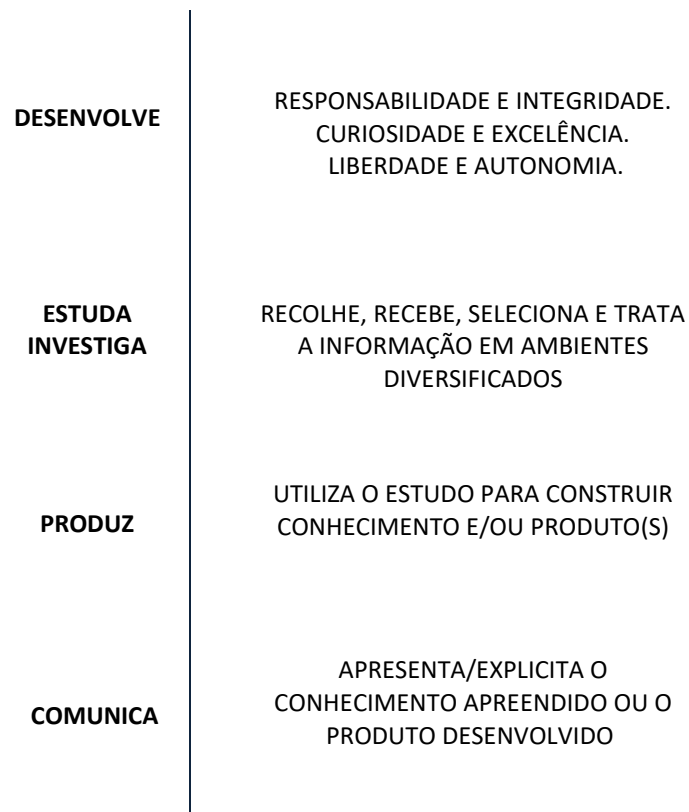 DESENVOLVE
RESPONSABILIDADE E INTEGRIDADE.
CURIOSIDADE E EXCELÊNCIA.
LIBERDADE E AUTONOMIA.
ESTUDA
INVESTIGA
RECOLHE, RECEBE, SELECIONA E TRATA
A INFORMAÇÃO EM AMBIENTES
DIVERSIFICADOS
PRODUZ
UTILIZA O ESTUDO PARA CONSTRUIR
CONHECIMENTO E/OU PRODUTO(S)
COMUNICA
APRESENTA/EXPLICITA O
CONHECIMENTO APREENDIDO OU O
PRODUTO DESENVOLVIDO